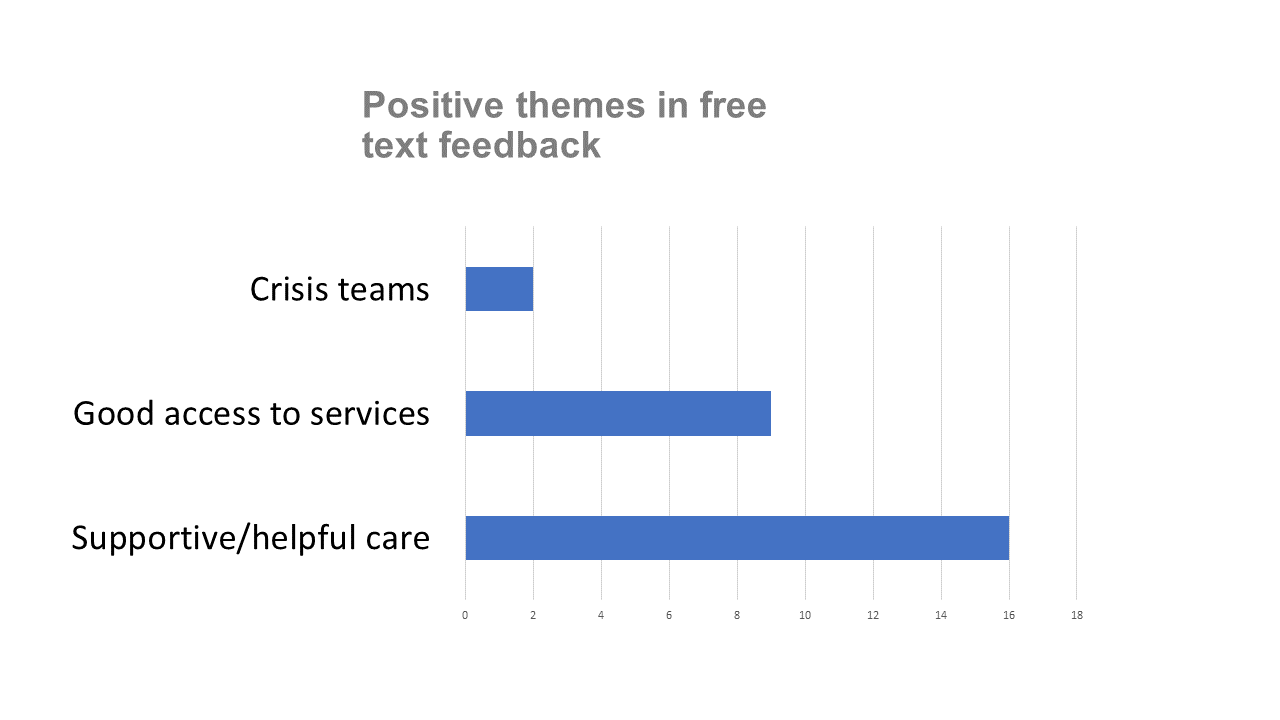 Positive themes in free
text feedback
Crisis teams
Good access to services
Supportive/helpful care
0 2 4 6 8 10 12 14 16 18